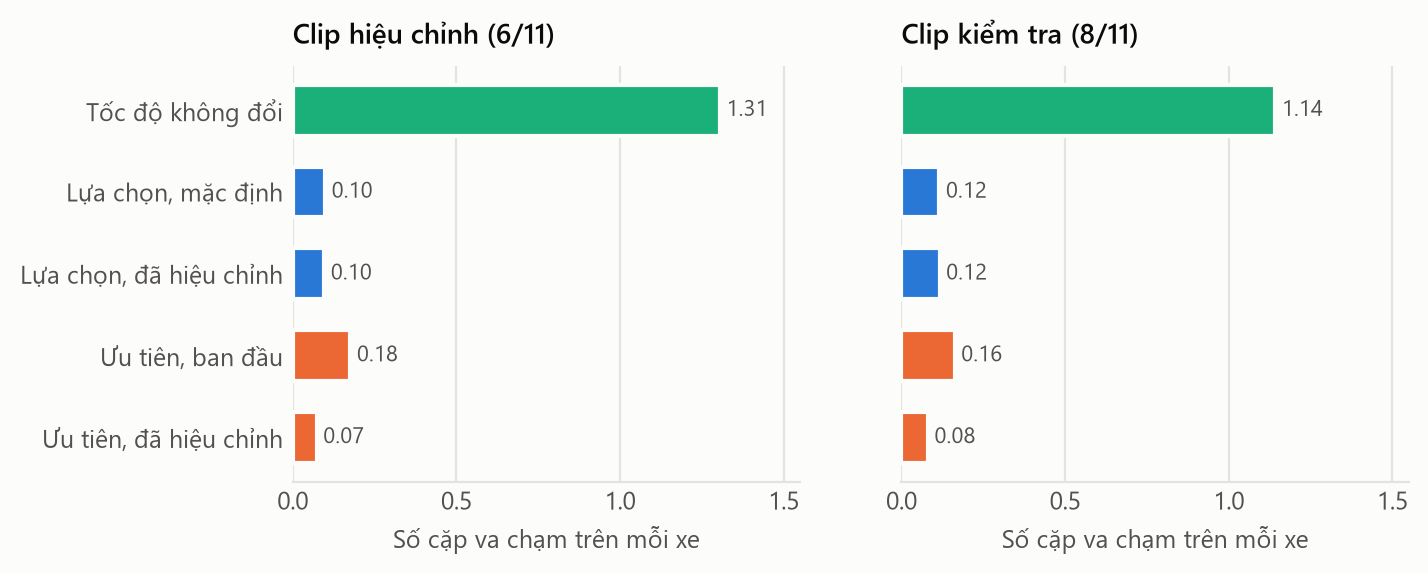 Clip hiệu chỉnh (6/11)
Tốc độ không đổi
1.31
Lựa chọn, mặc định
0.10
Lựa chọn, đã hiệu chỉnh
0.10
Ưu tiên, ban đầu
0.18
Ưu tiên, đã hiệu chỉnh
0.07
0.0 0.5 1.0 1.5
Số cặp va chạm trên mỗi xe
Clip kiểm tra (8/11)
1.14
0.12
0.12
0.16
0.08
0.0 0.5 1.0 1.5
Số cặp va chạm trên mỗi xe